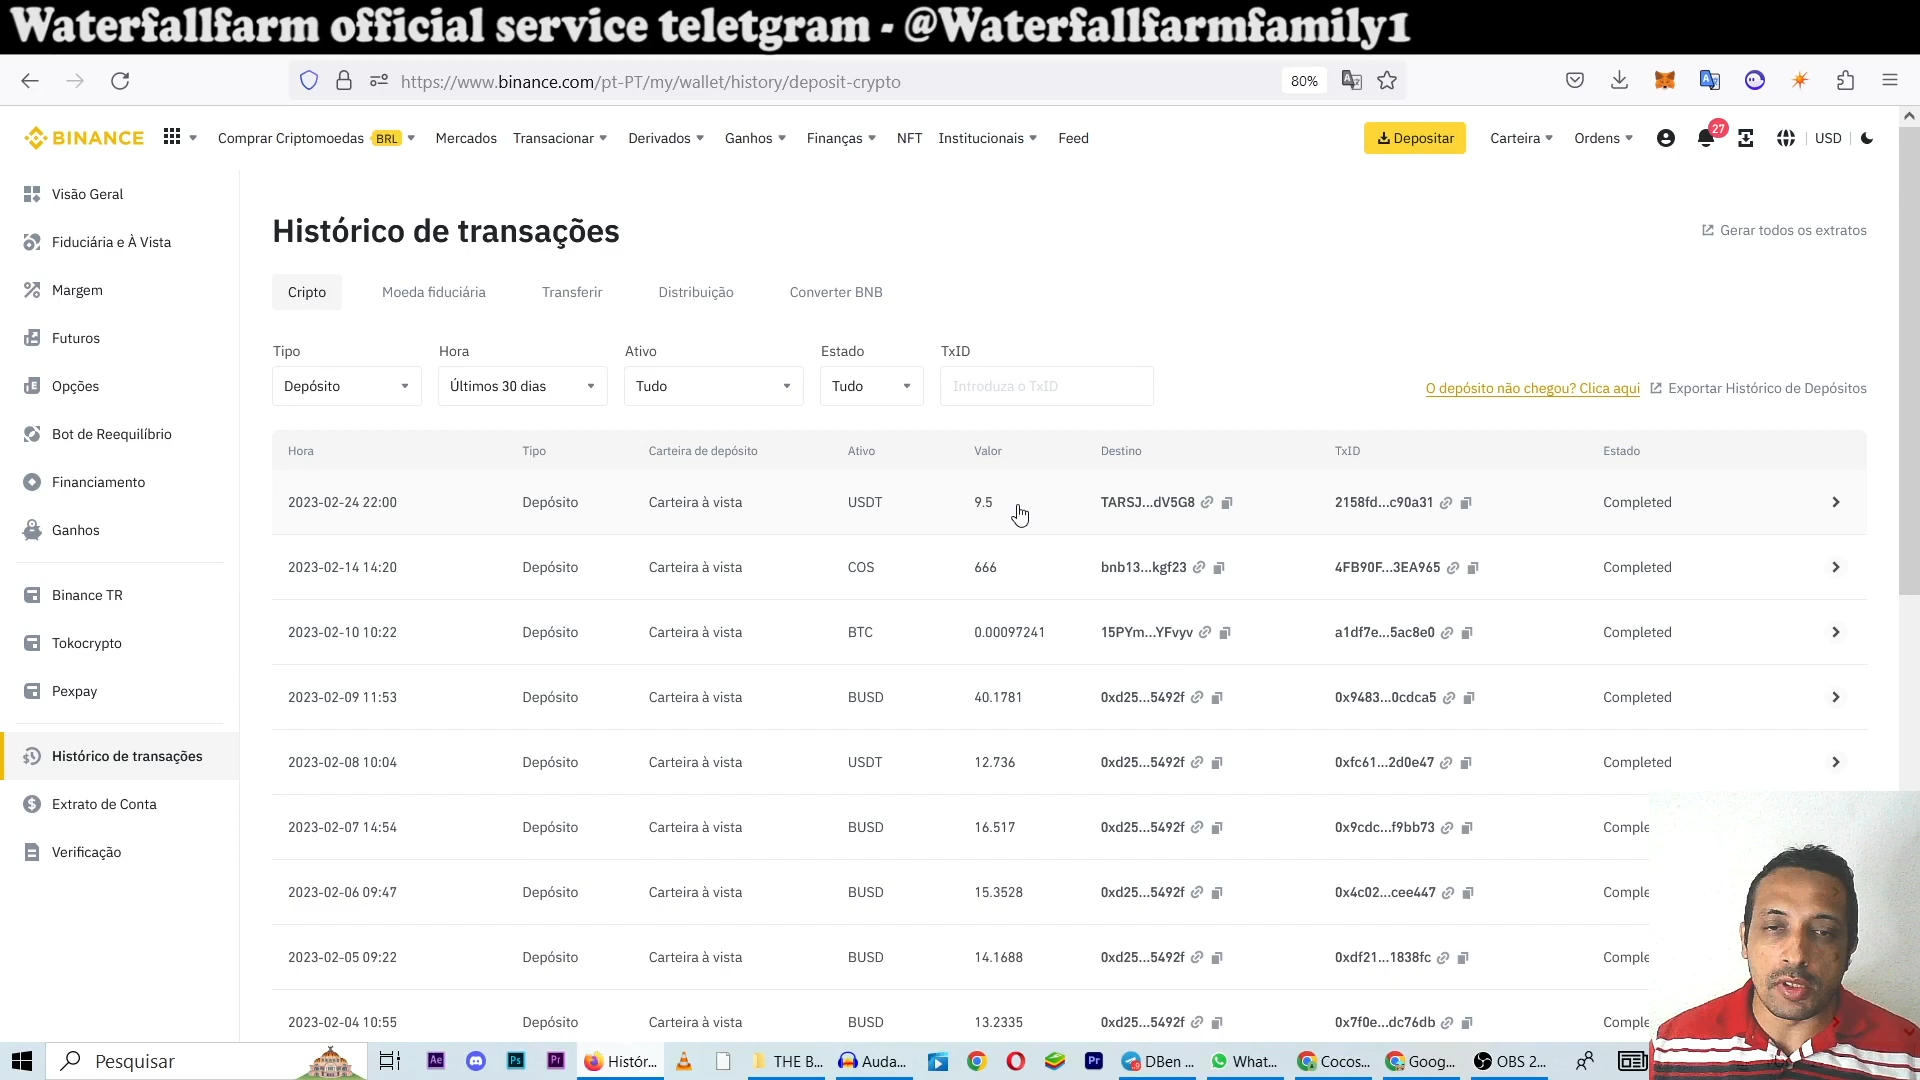 Waterfallfarm official service teletgram - @Waterfallfarmfamily1
https://www.binance.com/pt-PT/my/wallet/history/deposit-crypto
80%
BINANCE
Comprar Criptomoedas BRL
Mercados
Transacionar
Derivados
Ganhos
Finanças
NFT
Institucionais
Feed
Depositar
Carteira
Ordens
27
USD
Visão Geral
Fiduciária e À Vista
Margem
Futuros
Opções
Bot de Reequilíbrio
Financiamento
Ganhos
Binance TR
Tokocrypto
Pexpay
Histórico de transações
Extrato de Conta
Verificação
Histórico de transações
Gerar todos os extratos
Cripto Moeda fiduciária Transferir Distribuição Converter BNB
Tipo Hora Ativo Estado TxID
Depósito Últimos 30 dias Tudo Tudo Introduza o TxID
O depósito não chegou? Clica aqui Exportar Histórico de Depósitos
Hora Tipo Carteira de depósito Ativo Valor Destino TxID Estado
2023-02-24 22:00 Depósito Carteira à vista USDT 9.5 TARSJ...dV5G8 2158fd...c90a31 Completed
2023-02-14 14:20 Depósito Carteira à vista COS 666 bnb13...kgf23 4FB90F...3EA965 Completed
2023-02-10 10:22 Depósito Carteira à vista BTC 0.00097241 15PYm...YFvyv a1df7e...5ac8e0 Completed
2023-02-09 11:53 Depósito Carteira à vista BUSD 40.1781 0xd25...5492f 0x9483...0cdca5 Completed
2023-02-08 10:04 Depósito Carteira à vista USDT 12.736 0xd25...5492f 0xfc61...2d0e47 Completed
2023-02-07 14:54 Depósito Carteira à vista BUSD 16.517 0xd25...5492f 0x9cdc...f9bb73 Comple
2023-02-06 09:47 Depósito Carteira à vista BUSD 15.3528 0xd25...5492f 0x4c02...cee447 Comple
2023-02-05 09:22 Depósito Carteira à vista BUSD 14.1688 0xd25...5492f 0xdf21...1838fc Comple
2023-02-04 10:55 Depósito Carteira à vista BUSD 13.2335 0xd25...5492f 0x7f0e...dc76db Comple
Pesquisar Ae Ps Pr Histór... THE B... Auda... Pr DBen ... What... Cocos... Goog... OBS 2...